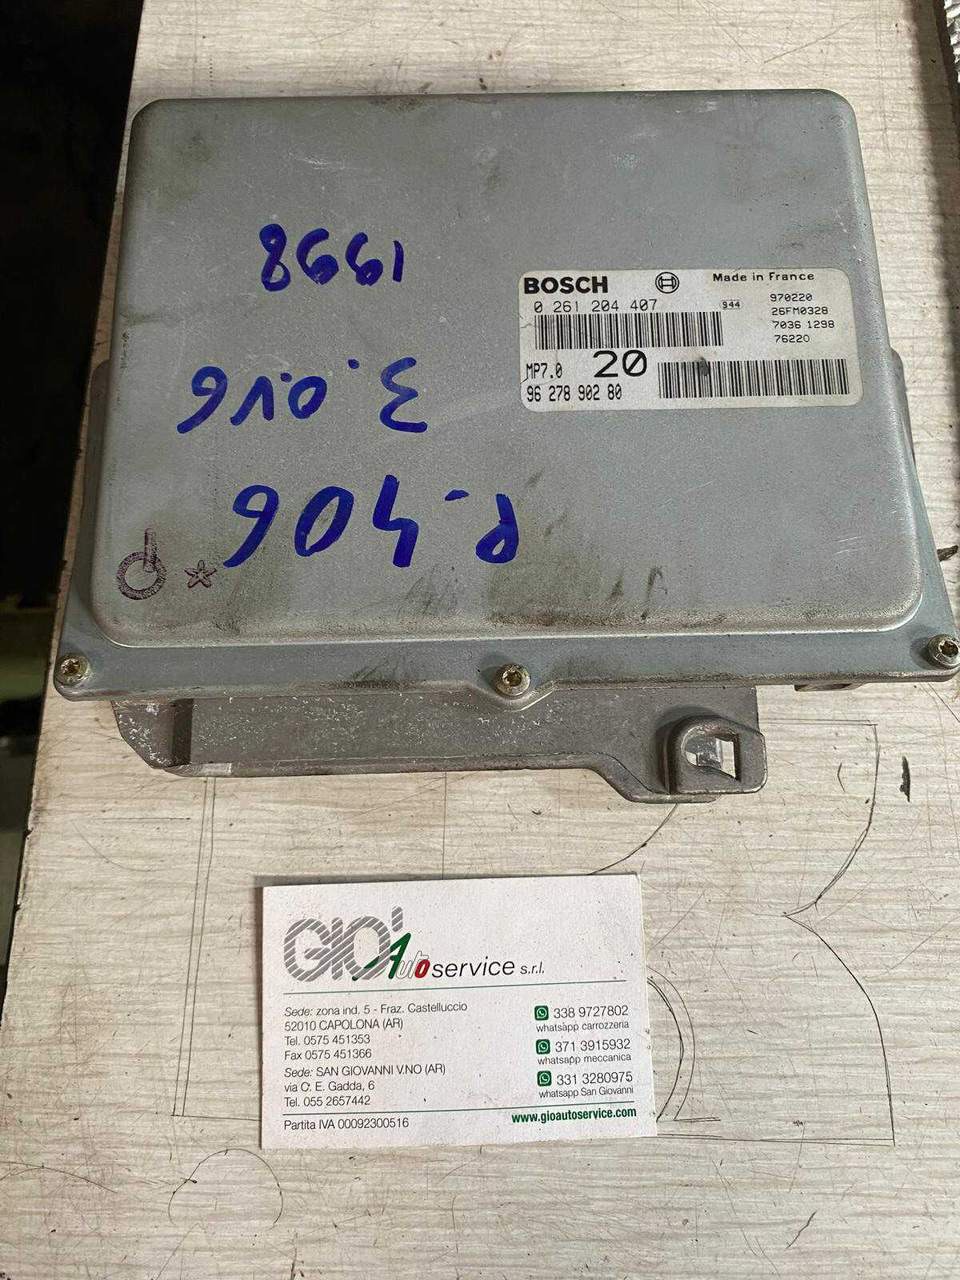 1998
3.0V6
P.406
BOSCH
Made in France
0 261 204 407
944
970220
26FM0328
7036 1298
76220
MP7.0
20
96 278 902 80
GIO' Auto service s.r.l.
Sede: zona ind. 5 - Fraz. Castelluccio
52010 CAPOLONA (AR)
Tel. 0575 451353
Fax 0575 451366
Sede: SAN GIOVANNI V.NO (AR)
via C. E. Gadda, 6
Tel. 055 2657442
Partita IVA 00092300516
338 9727802
whatsapp carrozzeria
371 3915932
whatsapp meccanica
331 3280975
whatsapp San Giovanni
www.gioautoservice.com